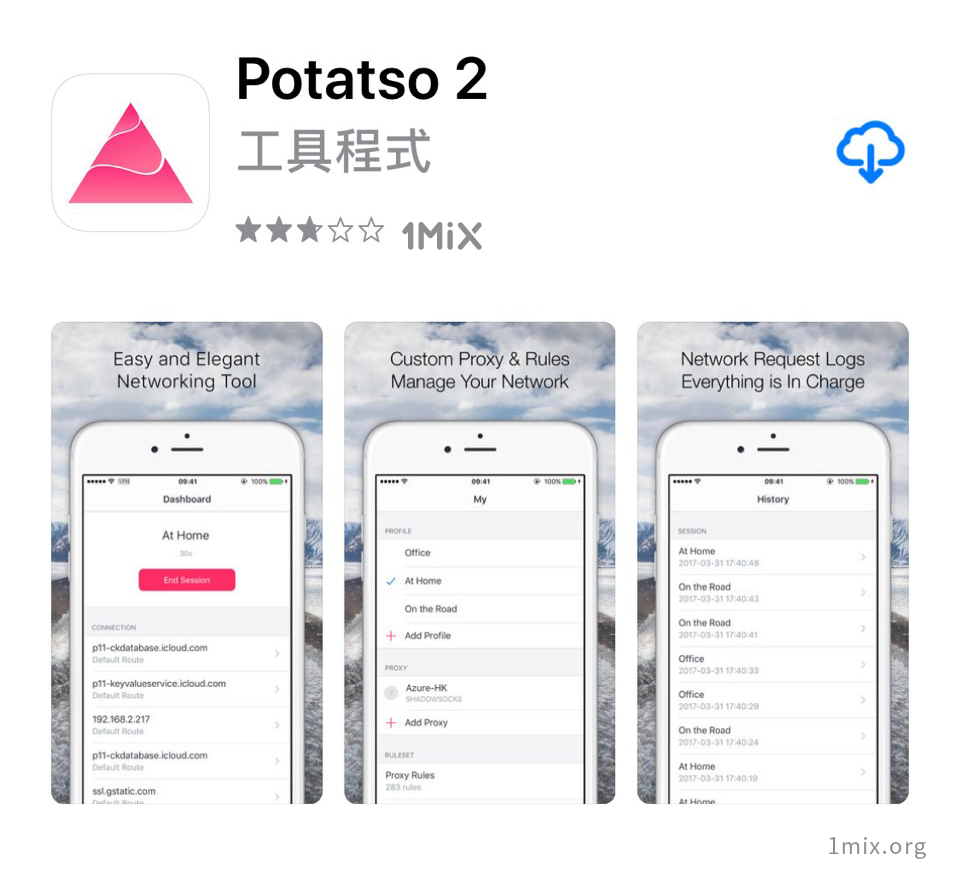 Potatso 2
工具程式
1MiX
Easy and Elegant
Networking Tool
VPN 09:41 100%
Dashboard
At Home
30s
End Session
CONNECTION
p11-ckdatabase.icloud.com
Default Route
p11-keyvalueservice.icloud.com
Default Route
192.168.2.217
Default Route
p11-ckdatabase.icloud.com
Default Route
ssl.gstatic.com
Default Route
Custom Proxy & Rules
Manage Your Network
09:41 100%
My
PROFILE
Office
At Home
On the Road
Add Profile
PROXY
? Azure-HK
SHADOWSOCKS
Add Proxy
RULESET
Proxy Rules
283 rules
Network Request Logs
Everything is In Charge
09:41 100%
History
SESSION
At Home
2017-03-31 17:40:48
On the Road
2017-03-31 17:40:43
On the Road
2017-03-31 17:40:41
Office
2017-03-31 17:40:33
Office
2017-03-31 17:40:29
On the Road
2017-03-31 17:40:24
At Home
2017-03-31 17:40:19
At Home
1mix.org